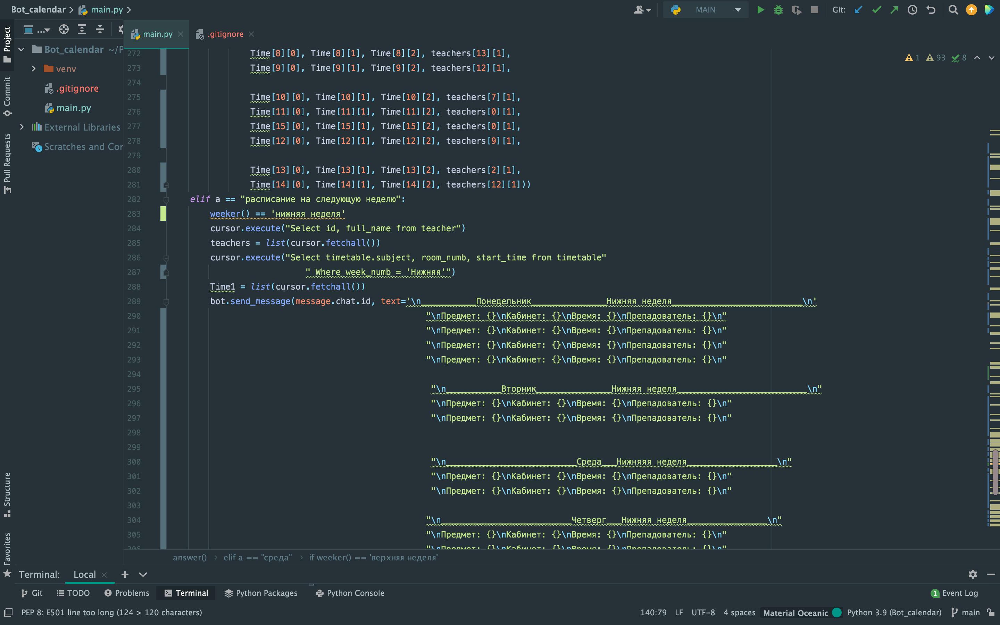 Bot_calendar > main.py >
MAIN
Git:
Project
Commit
Pull Requests
Structure
Favorites
...
Bot_calendar ~/P
venv
.gitignore
main.py
External Libraries
Scratches and Cor
main.py
.gitignore
1 93 8
272 Time[8][0], Time[8][1], Time[8][2], teachers[13][1],
273 Time[9][0], Time[9][1], Time[9][2], teachers[12][1],
274
275 Time[10][0], Time[10][1], Time[10][2], teachers[7][1],
276 Time[11][0], Time[11][1], Time[11][2], teachers[0][1],
277 Time[15][0], Time[15][1], Time[15][2], teachers[0][1],
278 Time[12][0], Time[12][1], Time[12][2], teachers[9][1],
279
280 Time[13][0], Time[13][1], Time[13][2], teachers[2][1],
281 Time[14][0], Time[14][1], Time[14][2], teachers[12][1]))
282 elif a == "расписание на следующую неделю":
283 weeker() == 'нижняя неделя'
284 cursor.execute("Select id, full_name from teacher")
285 teachers = list(cursor.fetchall())
286 cursor.execute("Select timetable.subject, room_numb, start_time from timetable"
287 " Where week_numb = 'Нижняя'")
288 Time1 = list(cursor.fetchall())
289 bot.send_message(message.chat.id, text='\n___________Понедельник_______________Нижняя неделя__________________________\n'
290 "\nПредмет: {}\nКабинет: {}\nВремя: {}\nПрепадователь: {}\n"
291 "\nПредмет: {}\nКабинет: {}\nВремя: {}\nПрепадователь: {}\n"
292 "\nПредмет: {}\nКабинет: {}\nВремя: {}\nПрепадователь: {}\n"
293 "\nПредмет: {}\nКабинет: {}\nВремя: {}\nПрепадователь: {}\n"
294
295 "\n___________Вторник_______________Нижняя неделя__________________________\n"
296 "\nПредмет: {}\nКабинет: {}\nВремя: {}\nПрепадователь: {}\n"
297 "\nПредмет: {}\nКабинет: {}\nВремя: {}\nПрепадователь: {}\n"
298
299
300 "\n__________________________Среда___Нижняяя неделя__________________\n"
301 "\nПредмет: {}\nКабинет: {}\nВремя: {}\nПрепадователь: {}\n"
302 "\nПредмет: {}\nКабинет: {}\nВремя: {}\nПрепадователь: {}\n"
303
304 "\n__________________________Четверг___Нижняя неделя________________\n"
305 "\nПредмет: {}\nКабинет: {}\nВремя: {}\nПрепадователь: {}\n"
306 "\nПредмет: {}\nКабинет: {}\nВремя: {}\nПрепадователь: {}\n"
answer() > elif a == "среда" > if weeker() == 'верхняя неделя'
Terminal: Local
Git TODO Problems Terminal Python Packages Python Console 1 Event Log
PEP 8: E501 line too long (124 > 120 characters) 140:79 LF UTF-8 4 spaces Material Oceanic Python 3.9 (Bot_calendar) main